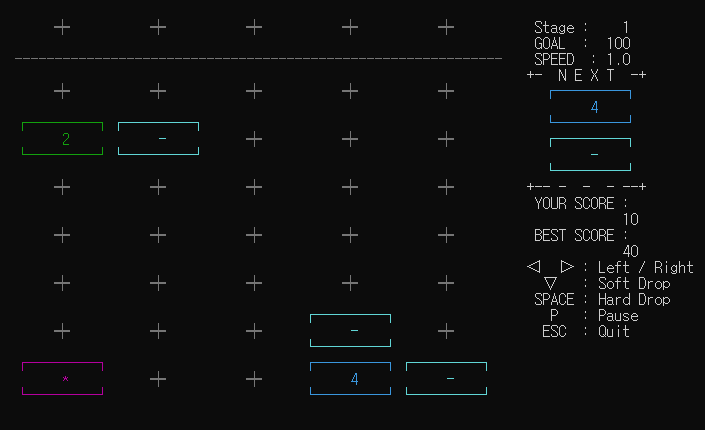 Stage : 1
GOAL : 100
SPEED : 1.0
+- N E X T -+
4
-
+-- - - - --+
YOUR SCORE :
10
BEST SCORE :
40
◁ ▷ : Left / Right
▽ : Soft Drop
SPACE : Hard Drop
P : Pause
ESC : Quit
2 -
-
* 4 -